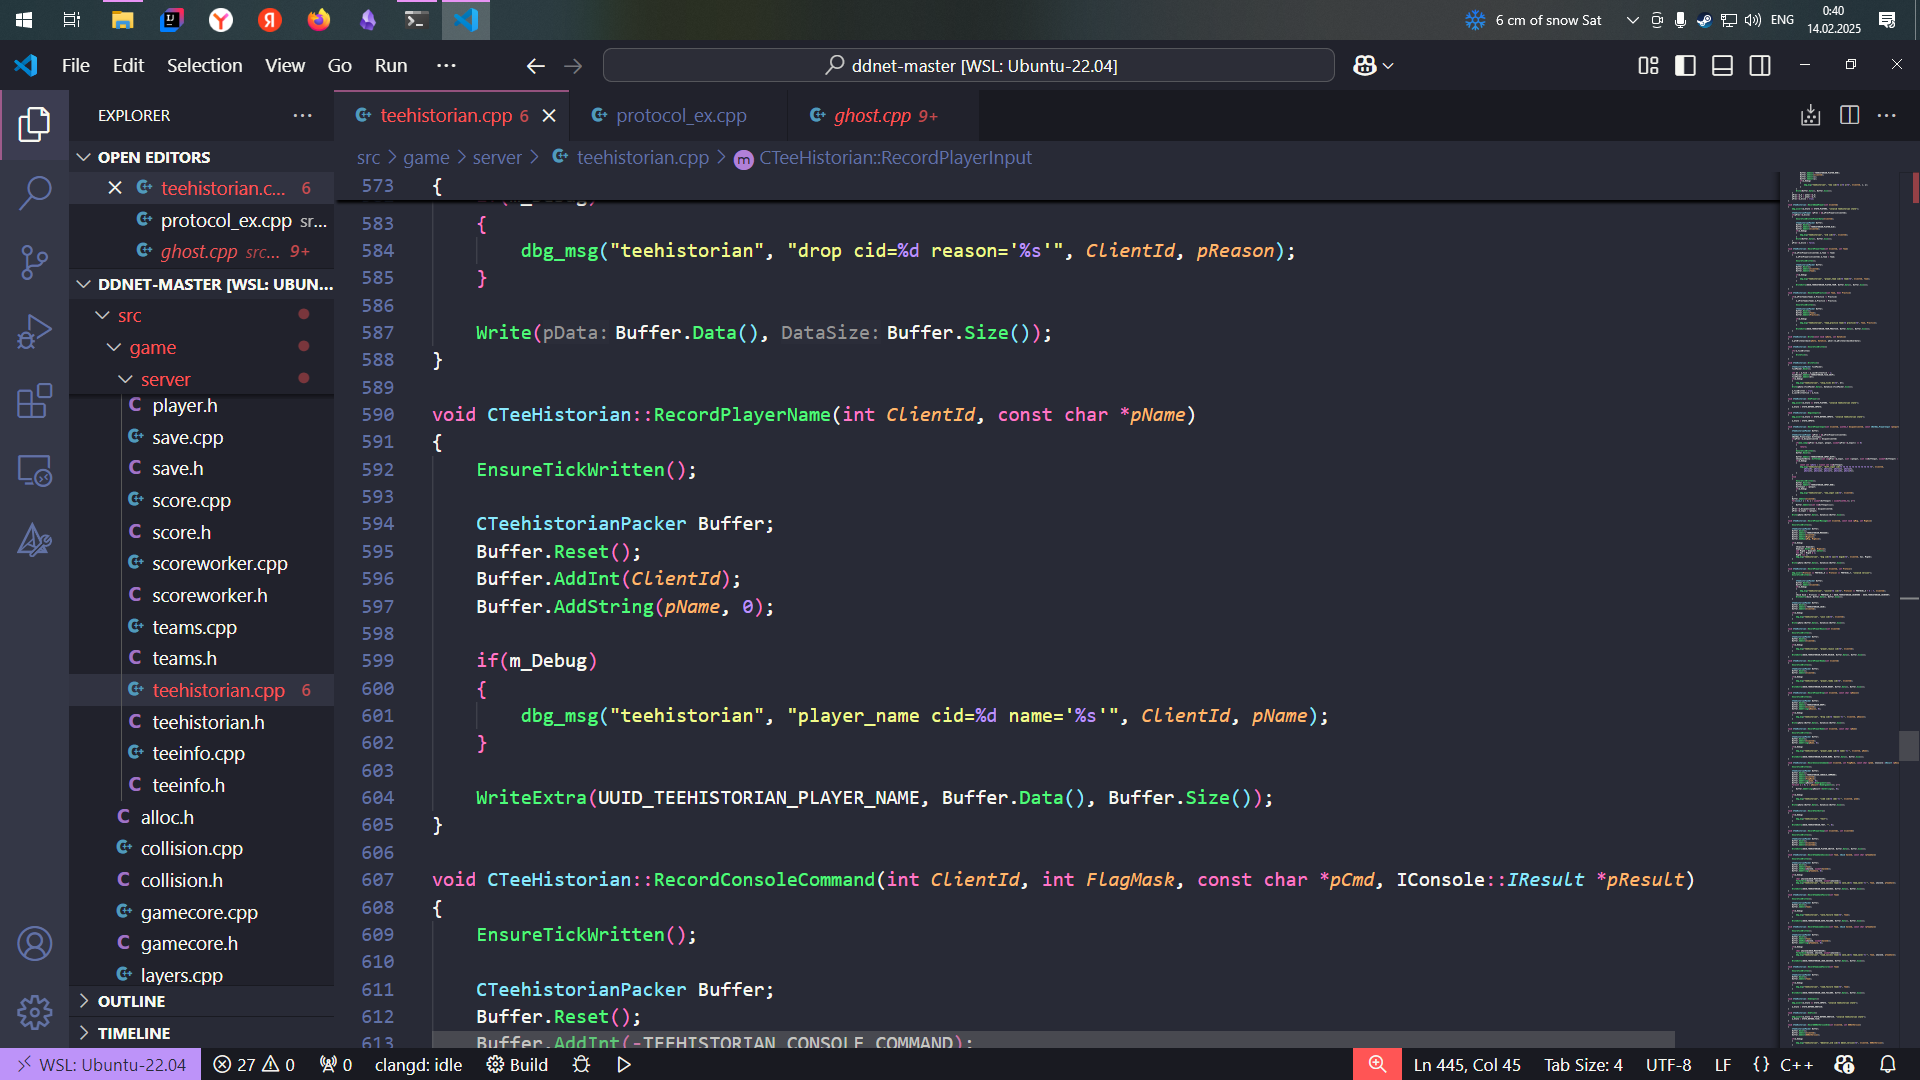 6 cm of snow Sat
ENG
0:40
14.02.2025
File Edit Selection View Go Run ···
ddnet-master [WSL: Ubuntu-22.04]
EXPLORER
OPEN EDITORS
teehistorian.c... 6
protocol_ex.cpp sr...
ghost.cpp src... 9+
DDNET-MASTER [WSL: UBUN...
src
game
server
player.h
save.cpp
save.h
score.cpp
score.h
scoreworker.cpp
scoreworker.h
teams.cpp
teams.h
teehistorian.cpp 6
teehistorian.h
teeinfo.cpp
teeinfo.h
alloc.h
collision.cpp
collision.h
gamecore.cpp
gamecore.h
layers.cpp
OUTLINE
TIMELINE
teehistorian.cpp 6
protocol_ex.cpp
ghost.cpp 9+
src > game > server > teehistorian.cpp > CTeeHistorian::RecordPlayerInput
573 {
583 {
584 dbg_msg("teehistorian", "drop cid=%d reason='%s'", ClientId, pReason);
585 }
586
587 Write(pData: Buffer.Data(), DataSize: Buffer.Size());
588 }
589
590 void CTeeHistorian::RecordPlayerName(int ClientId, const char *pName)
591 {
592 EnsureTickWritten();
593
594 CTeehistorianPacker Buffer;
595 Buffer.Reset();
596 Buffer.AddInt(ClientId);
597 Buffer.AddString(pName, 0);
598
599 if(m_Debug)
600 {
601 dbg_msg("teehistorian", "player_name cid=%d name='%s'", ClientId, pName);
602 }
603
604 WriteExtra(UUID_TEEHISTORIAN_PLAYER_NAME, Buffer.Data(), Buffer.Size());
605 }
606
607 void CTeeHistorian::RecordConsoleCommand(int ClientId, int FlagMask, const char *pCmd, IConsole::IResult *pResult)
608 {
609 EnsureTickWritten();
610
611 CTeehistorianPacker Buffer;
612 Buffer.Reset();
613 Buffer.AddInt(-TEEHISTORIAN_CONSOLE_COMMAND);
WSL: Ubuntu-22.04 27 0 0 clangd: idle Build
Ln 445, Col 45 Tab Size: 4 UTF-8 LF {} C++